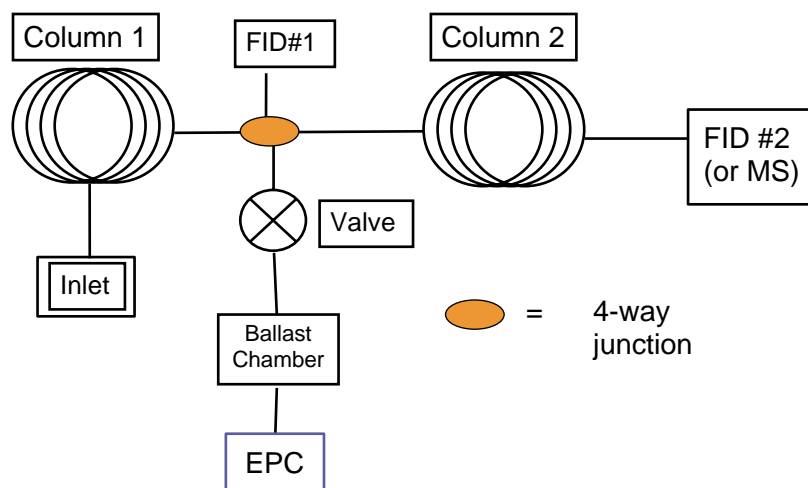 Column 1
FID#1
Column 2
FID #2
(or MS)
Valve
Inlet
Ballast
Chamber
= 4-way
junction
EPC